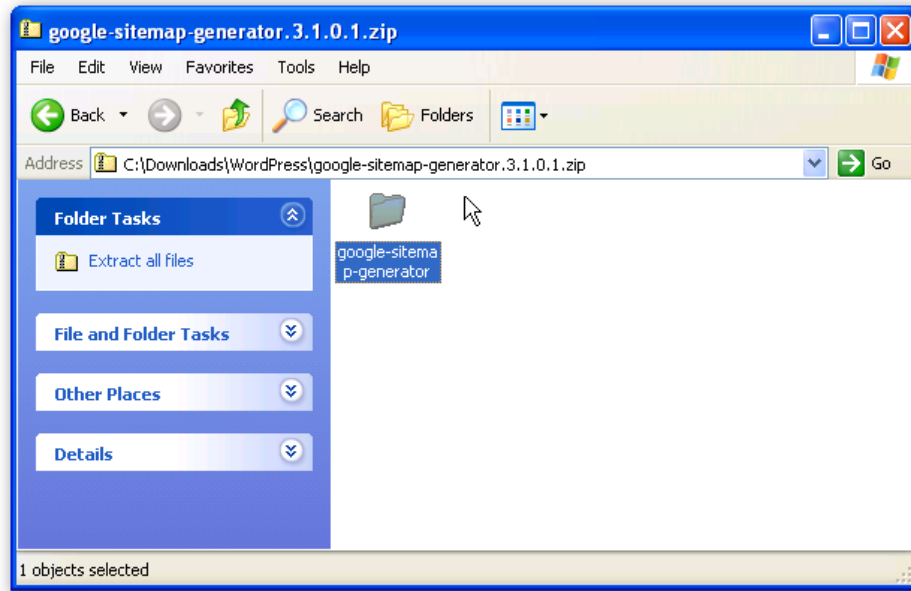 google-sitemap-generator.3.1.0.1.zip
File Edit View Favorites Tools Help
Back Search Folders
Address C:\Downloads\WordPress\google-sitemap-generator.3.1.0.1.zip Go
Folder Tasks
Extract all files
File and Folder Tasks
Other Places
Details
google-sitema
p-generator
1 objects selected